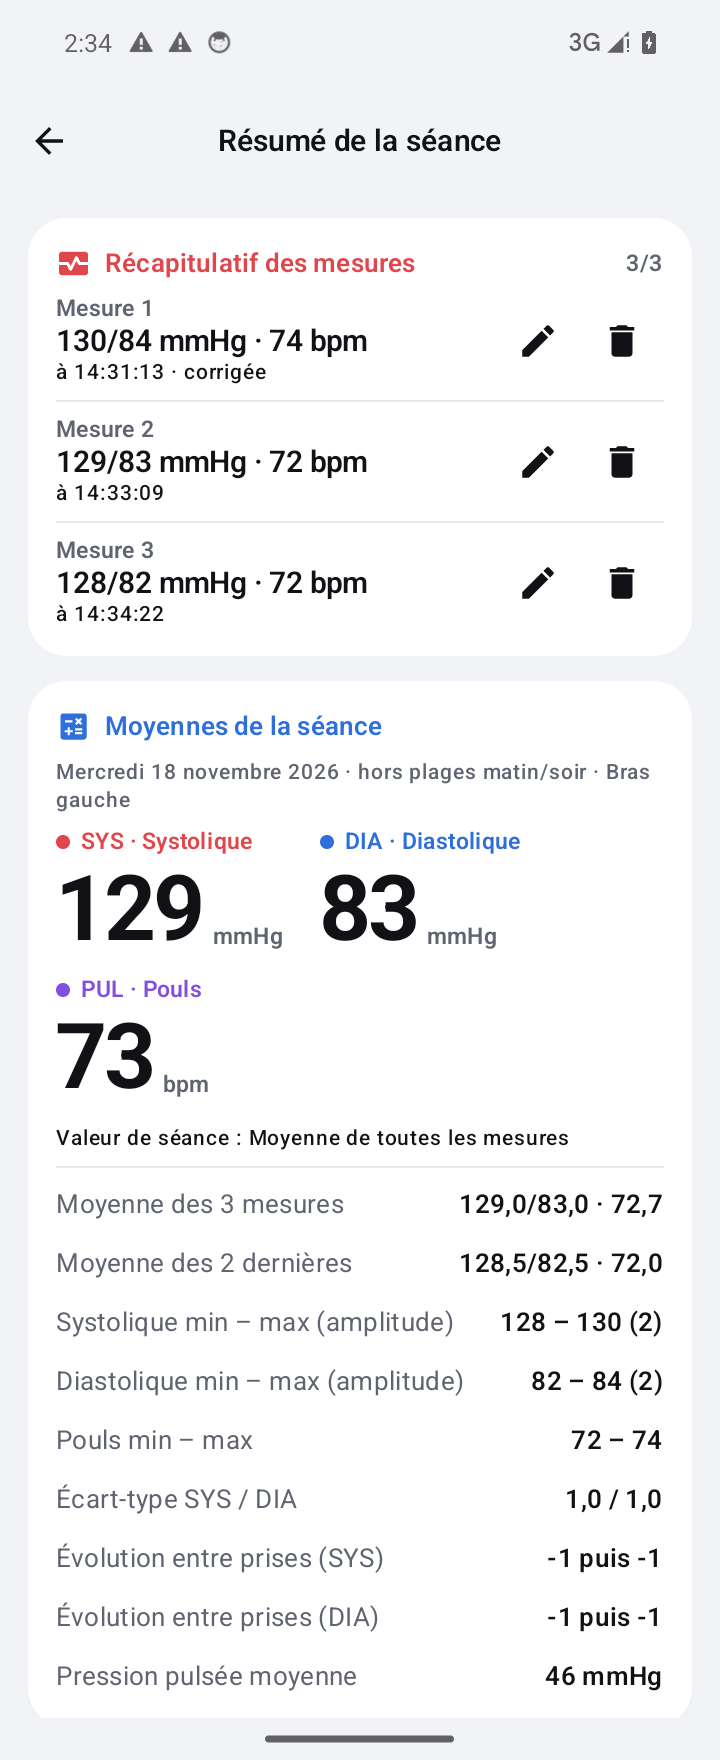 2:34
3G
Résumé de la séance
Récapitulatif des mesures 3/3
Mesure 1
130/84 mmHg · 74 bpm
à 14:31:13 · corrigée
Mesure 2
129/83 mmHg · 72 bpm
à 14:33:09
Mesure 3
128/82 mmHg · 72 bpm
à 14:34:22
Moyennes de la séance
Mercredi 18 novembre 2026 · hors plages matin/soir · Bras
gauche
SYS · Systolique DIA · Diastolique
129 mmHg 83 mmHg
PUL · Pouls
73 bpm
Valeur de séance : Moyenne de toutes les mesures
Moyenne des 3 mesures 129,0/83,0 · 72,7
Moyenne des 2 dernières 128,5/82,5 · 72,0
Systolique min – max (amplitude) 128 – 130 (2)
Diastolique min – max (amplitude) 82 – 84 (2)
Pouls min – max 72 – 74
Écart-type SYS / DIA 1,0 / 1,0
Évolution entre prises (SYS) -1 puis -1
Évolution entre prises (DIA) -1 puis -1
Pression pulsée moyenne 46 mmHg